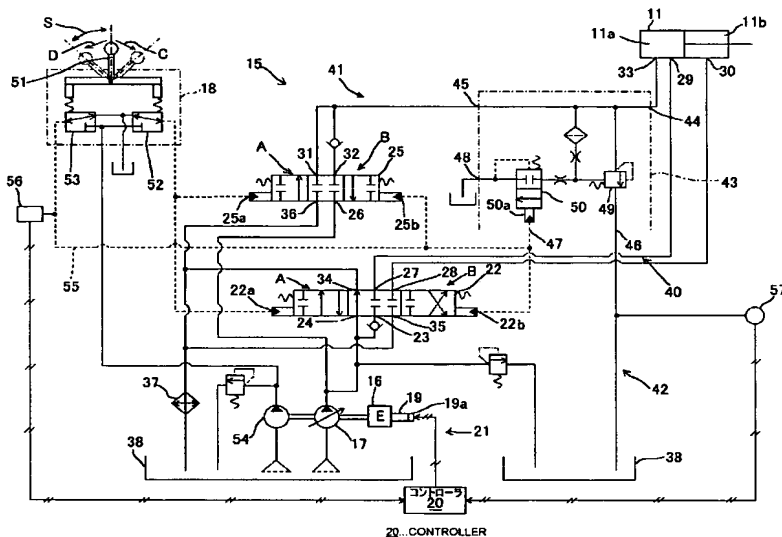 S
D
C
51
18
53
52
56
55
15
41
45
11
11a
11b
33
29
30
44
43
A
B
31
32
25
25a
25b
36
26
48
50
50a
49
47
46
40
A
B
34
27
28
22
22a
22b
24
23
35
57
37
42
16
E
19
19a
54
17
21
38
38
コントローラ
20
20...CONTROLLER